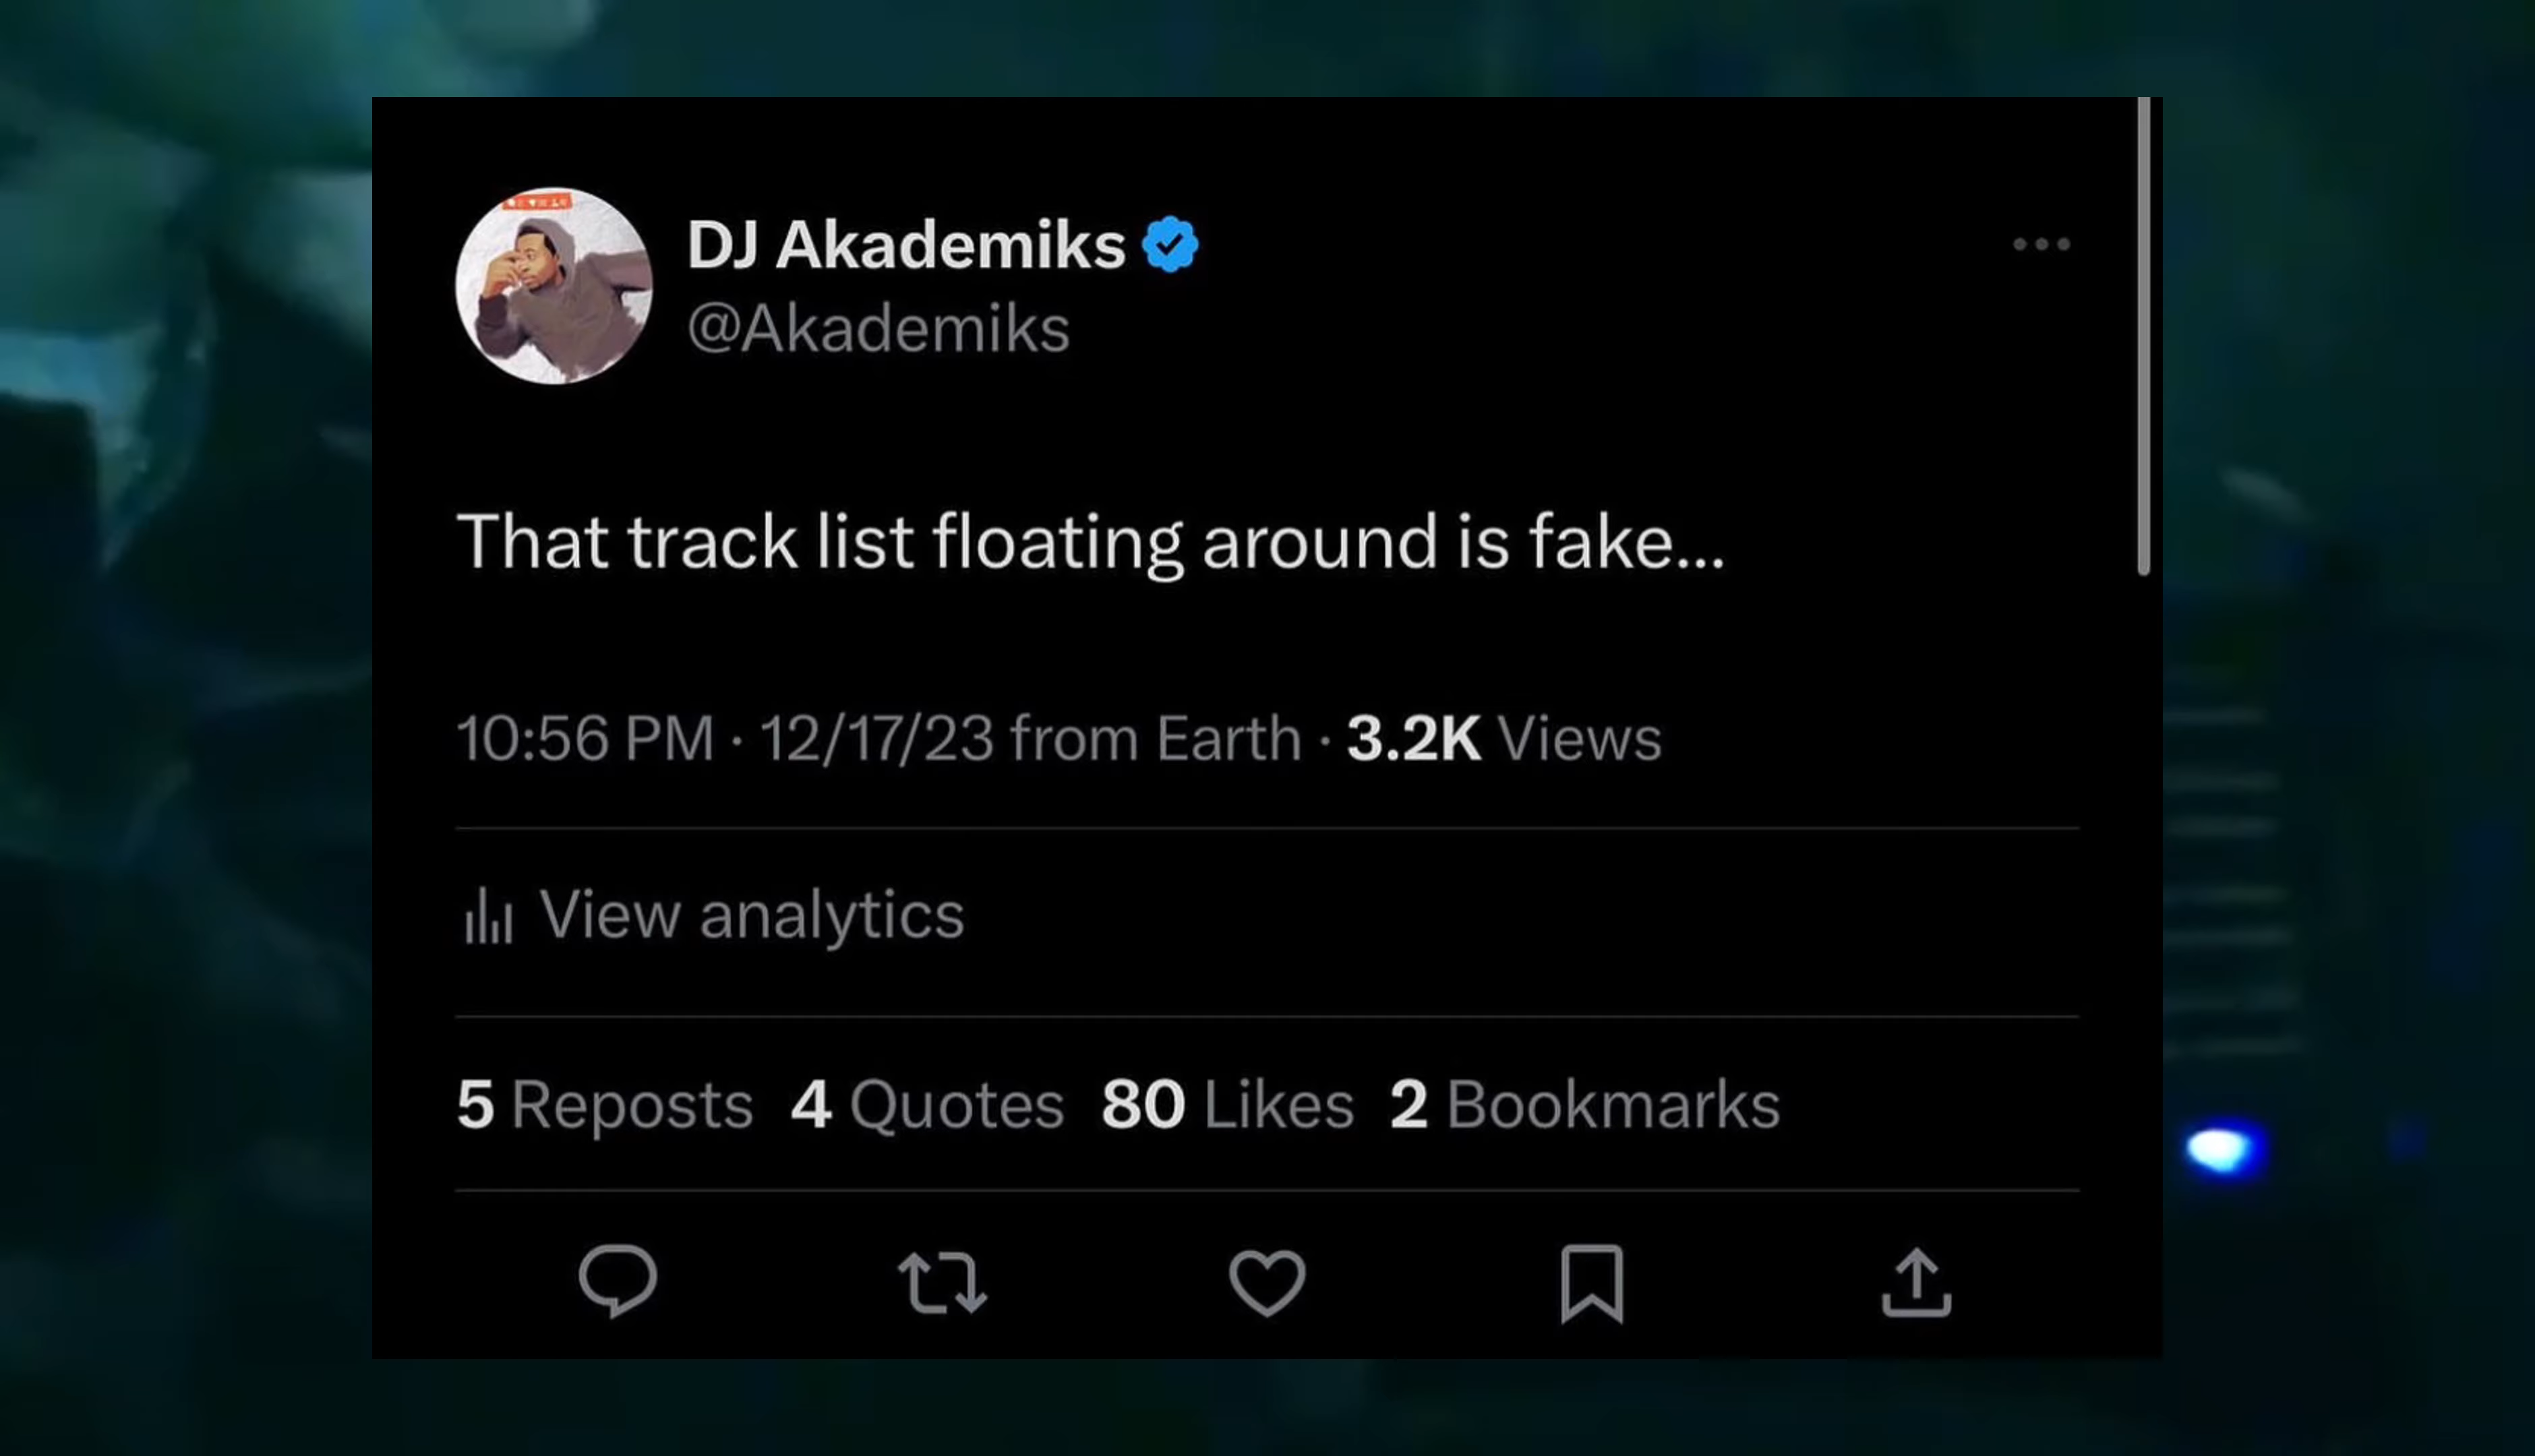 DJ Akademiks
@Akademiks
That track list floating around is fake...
10:56 PM · 12/17/23 from Earth · 3.2K Views
View analytics
5 Reposts 4 Quotes 80 Likes 2 Bookmarks